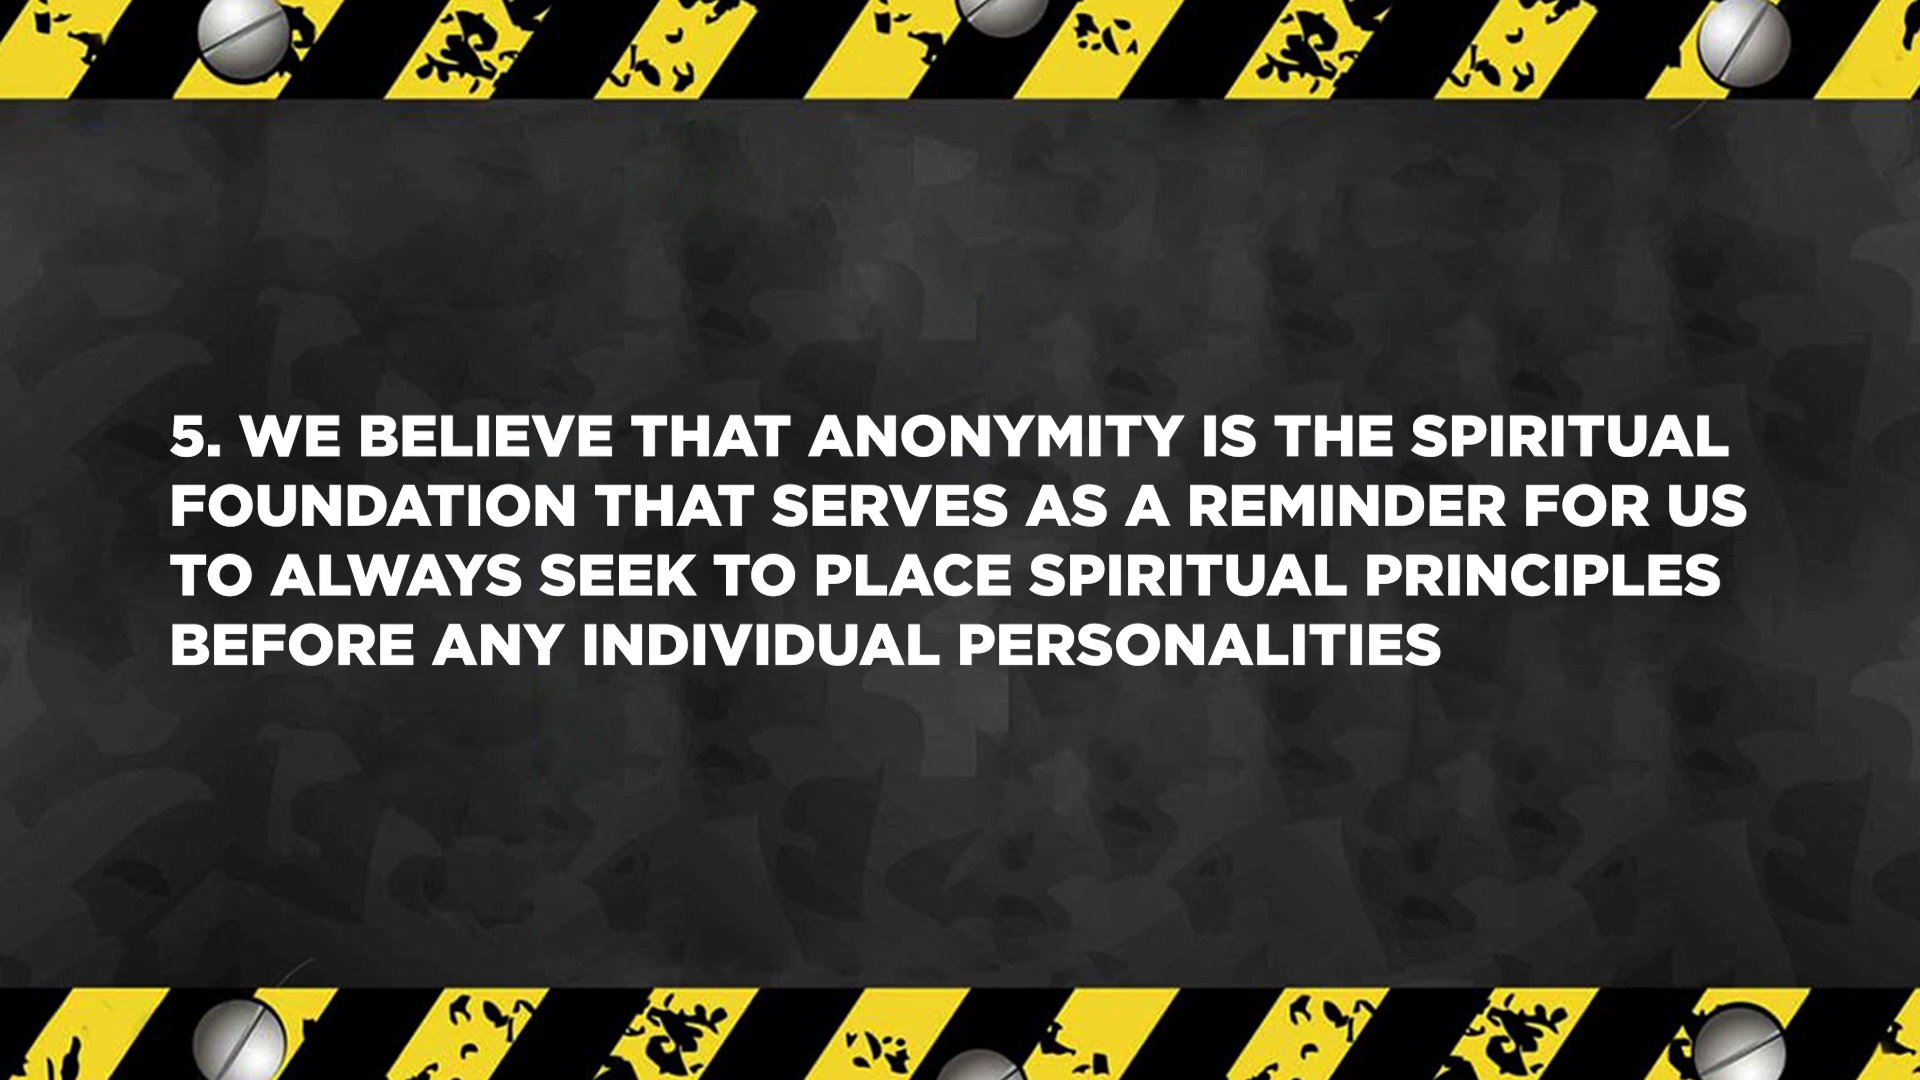 5. WE BELIEVE THAT ANONYMITY IS THE SPIRITUAL
FOUNDATION THAT SERVES AS A REMINDER FOR US
TO ALWAYS SEEK TO PLACE SPIRITUAL PRINCIPLES
BEFORE ANY INDIVIDUAL PERSONALITIES